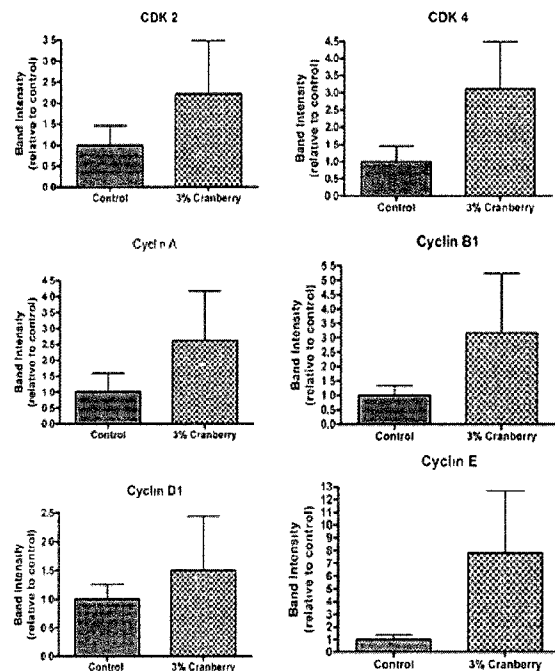 CDK 2
Band Intensity
(relative to control)
3.5
3.0
2.5
2.0
1.5
1.0
0.5
0.0
Control
3% Cranberry
CDK 4
Band Intensity
(relative to control)
4.5
4.0
3.5
3.0
2.5
2.0
1.5
1.0
0.5
0.0
Control
3% Cranberry
Cyclin A
Band Intensity
(relative to control)
4.5
4.0
3.5
3.0
2.5
2.0
1.5
1.0
0.5
0.0
Control
3% Cranberry
Cyclin B1
Band Intensity
(relative to control)
5.5
5.0
4.5
4.0
3.5
3.0
2.5
2.0
1.5
1.0
0.5
0.0
Control
3% Cranberry
Cyclin D1
Band Intensity
(relative to control)
2.5
2.0
1.5
1.0
0.5
0.0
Control
3% Cranberry
Cyclin E
Band Intensity
(relative to control)
13
12
11
10
9
8
7
6
5
4
3
2
1
0
Control
3% Cranberry